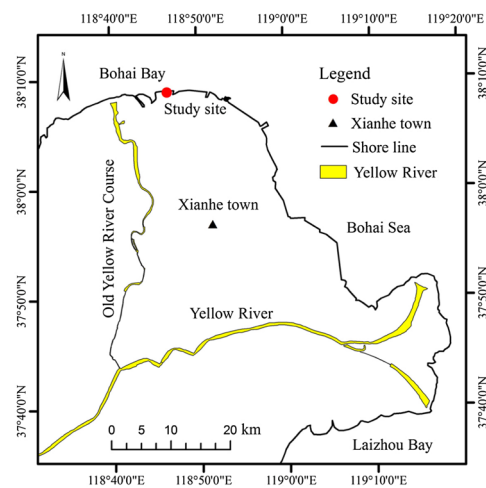 118°40'0"E 118°50'0"E 119°0'0"E 119°10'0"E 119°20'0"E
N
38°10'0"N
38°0'0"N
37°50'0"N
37°40'0"N
38°10'0"N
38°0'0"N
37°50'0"N
37°40'0"N
Bohai Bay
Study site
Legend
Study site
Xianhe town
Shore line
Yellow River
Xianhe town
Old Yellow River Course
Bohai Sea
Yellow River
0 5 10 20 km
Laizhou Bay
118°40'0"E 118°50'0"E 119°0'0"E 119°10'0"E